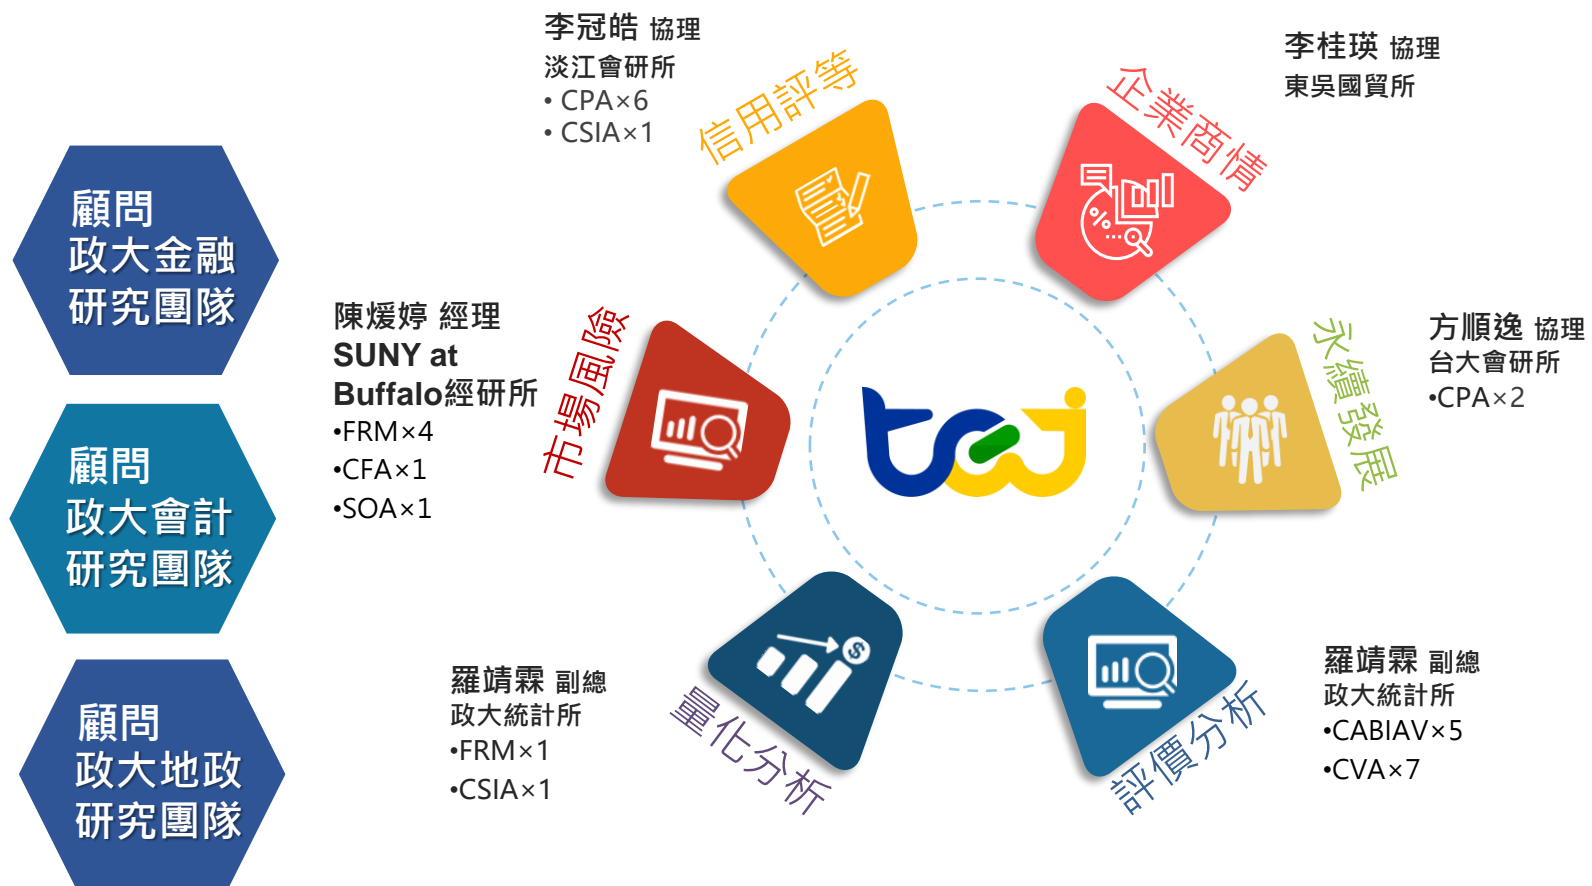 顧問
政大金融
研究團隊
顧問
政大會計
研究團隊
顧問
政大地政
研究團隊
李冠皓 協理
淡江會研所
• CPA×6
• CSIA×1
信用評等
企業商情
李桂瑛 協理
東吳國貿所
陳煖婷 經理
SUNY at
Buffalo經研所
•FRM×4
•CFA×1
•SOA×1
市場風險
%
tej
永續發展
方順逸 協理
台大會研所
•CPA×2
羅靖霖 副總
政大統計所
•FRM×1
•CSIA×1
量化分析
$
評價分析
羅靖霖 副總
政大統計所
•CABIAV×5
•CVA×7